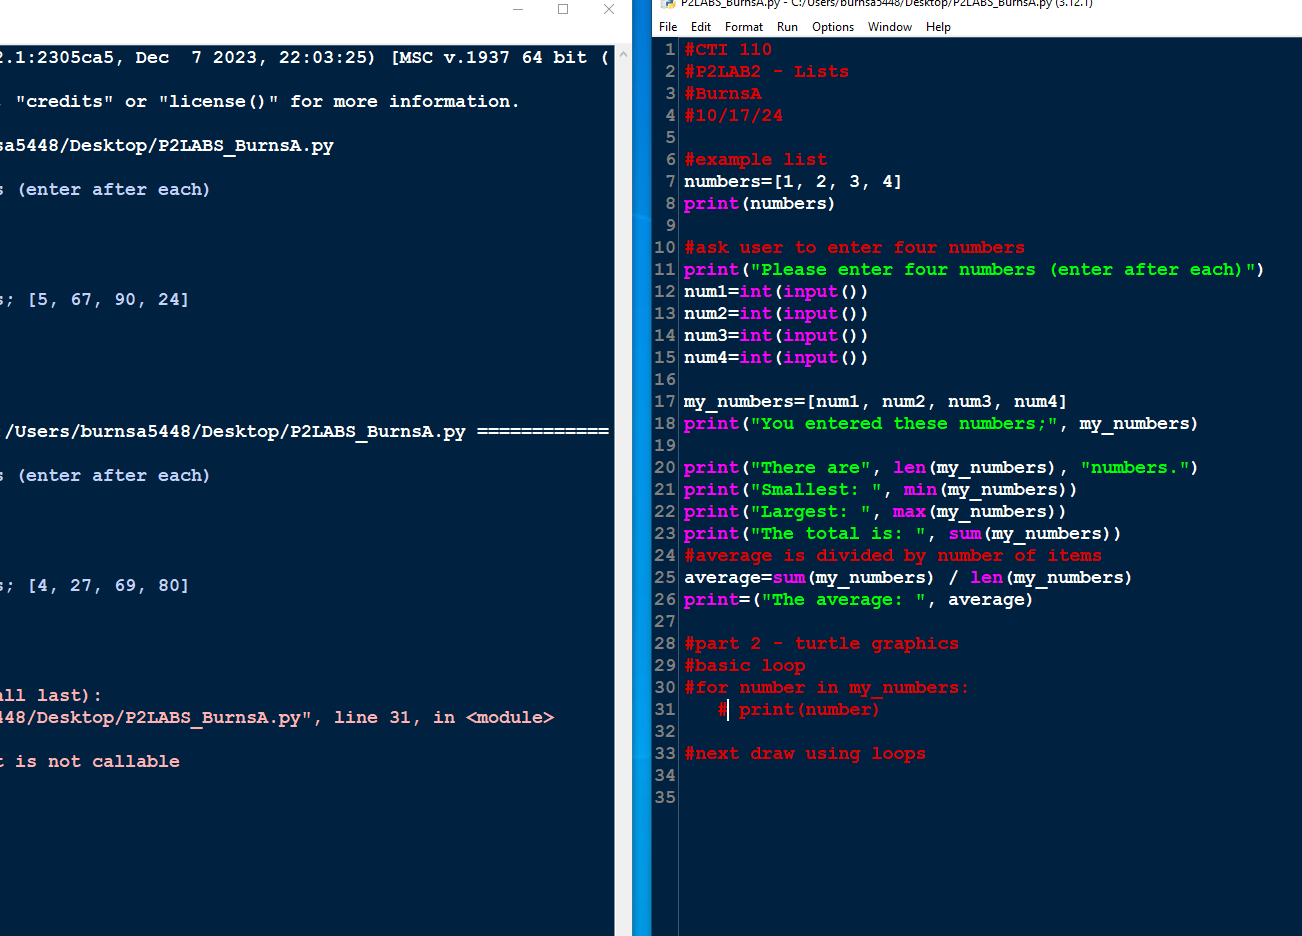 2.1:2305ca5, Dec  7 2023, 22:03:25) [MSC v.1937 64 bit (
"credits" or "license()" for more information.
sa5448/Desktop/P2LABS_BurnsA.py
s (enter after each)
s; [5, 67, 90, 24]
/Users/burnsa5448/Desktop/P2LABS_BurnsA.py ============
s (enter after each)
s; [4, 27, 69, 80]
all last):
448/Desktop/P2LABS_BurnsA.py", line 31, in <module>
t is not callable
P2LABS_BurnsA.py - C:/Users/burnsa5448/Desktop/P2LABS_BurnsA.py (3.12.1)
File Edit Format Run Options Window Help
1 #CTI 110
2 #P2LAB2 - Lists
3 #BurnsA
4 #10/17/24
5
6 #example list
7 numbers=[1, 2, 3, 4]
8 print(numbers)
9
10 #ask user to enter four numbers
11 print("Please enter four numbers (enter after each)")
12 num1=int(input())
13 num2=int(input())
14 num3=int(input())
15 num4=int(input())
16
17 my_numbers=[num1, num2, num3, num4]
18 print("You entered these numbers;", my_numbers)
19
20 print("There are", len(my_numbers), "numbers.")
21 print("Smallest: ", min(my_numbers))
22 print("Largest: ", max(my_numbers))
23 print("The total is: ", sum(my_numbers))
24 #average is divided by number of items
25 average=sum(my_numbers) / len(my_numbers)
26 print=("The average: ", average)
27
28 #part 2 - turtle graphics
29 #basic loop
30 #for number in my_numbers:
31    # print(number)
32
33 #next draw using loops
34
35